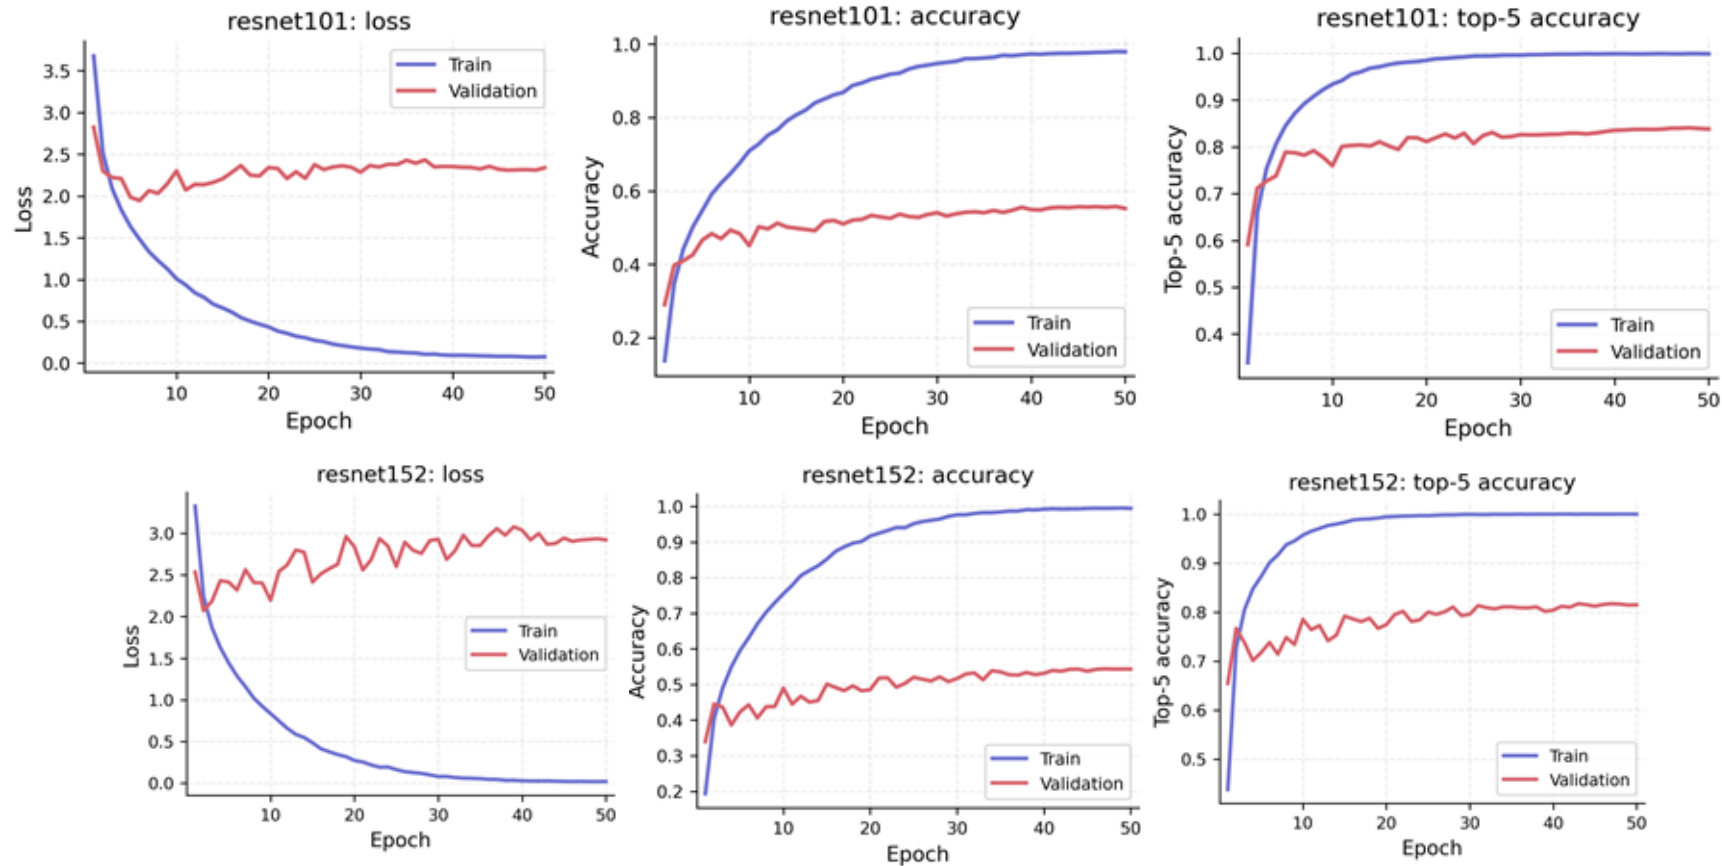 resnet101: loss
3.5
3.0
2.5
2.0
1.5
1.0
0.5
0.0
Loss
Train
Validation
10 20 30 40 50
Epoch
resnet101: accuracy
1.0
0.8
0.6
0.4
0.2
Accuracy
Train
Validation
10 20 30 40 50
Epoch
resnet101: top-5 accuracy
1.0
0.9
0.8
0.7
0.6
0.5
0.4
Top-5 accuracy
Train
Validation
10 20 30 40 50
Epoch
resnet152: loss
3.0
2.5
2.0
1.5
1.0
0.5
0.0
Loss
Train
Validation
10 20 30 40 50
Epoch
resnet152: accuracy
1.0
0.9
0.8
0.7
0.6
0.5
0.4
0.3
0.2
Accuracy
Train
Validation
10 20 30 40 50
Epoch
resnet152: top-5 accuracy
1.0
0.9
0.8
0.7
0.6
0.5
Top-5 accuracy
Train
Validation
10 20 30 40 50
Epoch